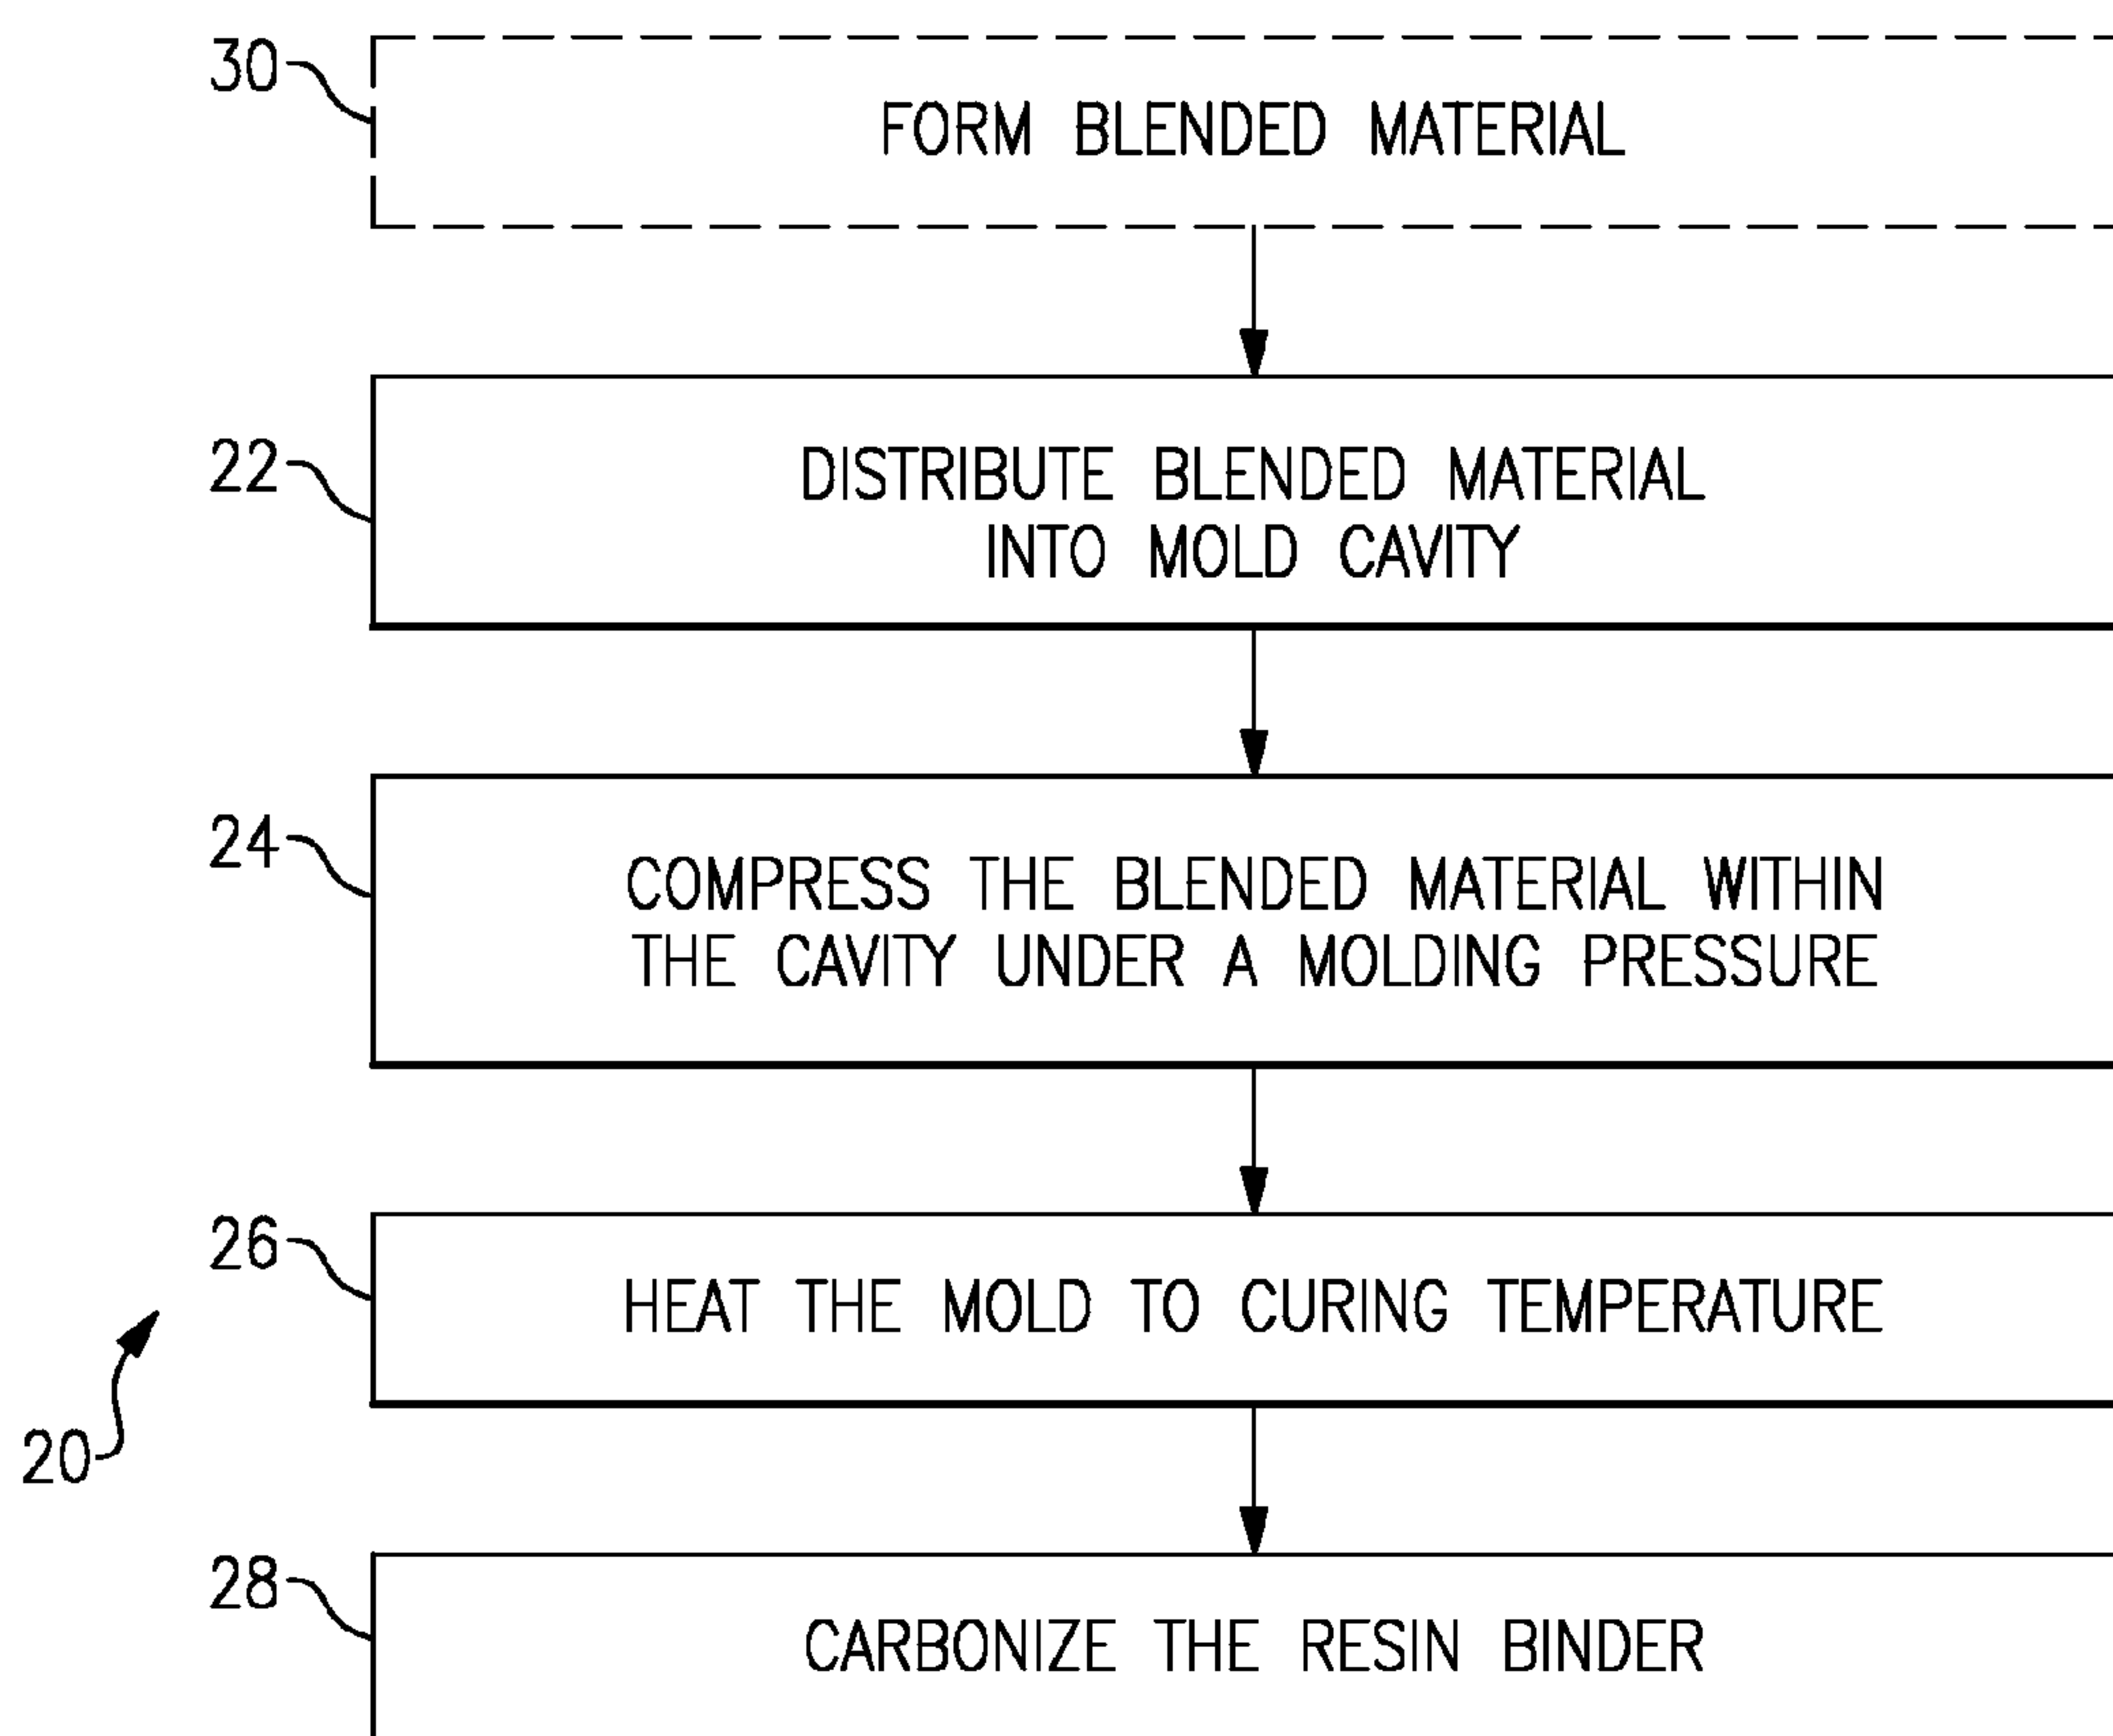 30
FORM BLENDED MATERIAL
22
DISTRIBUTE BLENDED MATERIAL
INTO MOLD CAVITY
24
COMPRESS THE BLENDED MATERIAL WITHIN
THE CAVITY UNDER A MOLDING PRESSURE
26
HEAT THE MOLD TO CURING TEMPERATURE
20
28
CARBONIZE THE RESIN BINDER